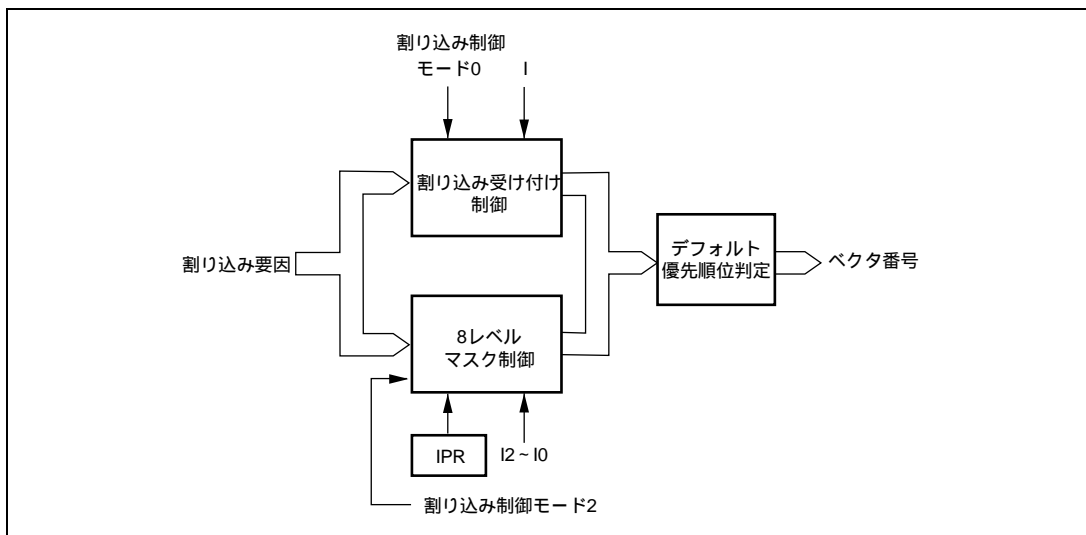 割り込み制御
モード0
I
割り込み受け付け
制御
割り込み要因
デフォルト
優先順位判定
ベクタ番号
8レベル
マスク制御
IPR
I2~I0
割り込み制御モード2